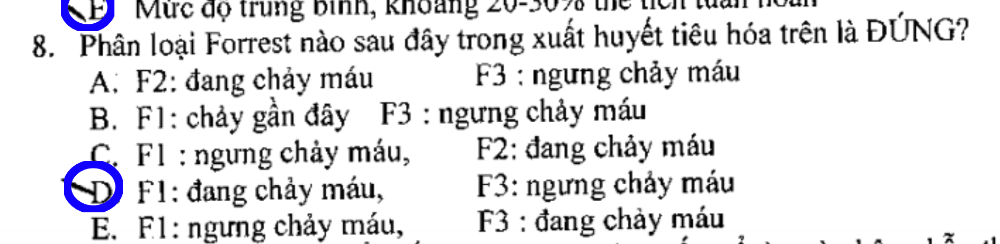 E Mức độ trung bình, khoảng 20-30% thể tích tuần hoàn
8. Phân loại Forrest nào sau đây trong xuất huyết tiêu hóa trên là ĐÚNG?
A. F2: đang chảy máu F3 : ngưng chảy máu
B. F1: chảy gần đây F3 : ngưng chảy máu
C. F1 : ngưng chảy máu, F2: đang chảy máu
D. F1: đang chảy máu, F3: ngưng chảy máu
E. F1: ngưng chảy máu, F3 : đang chảy máu